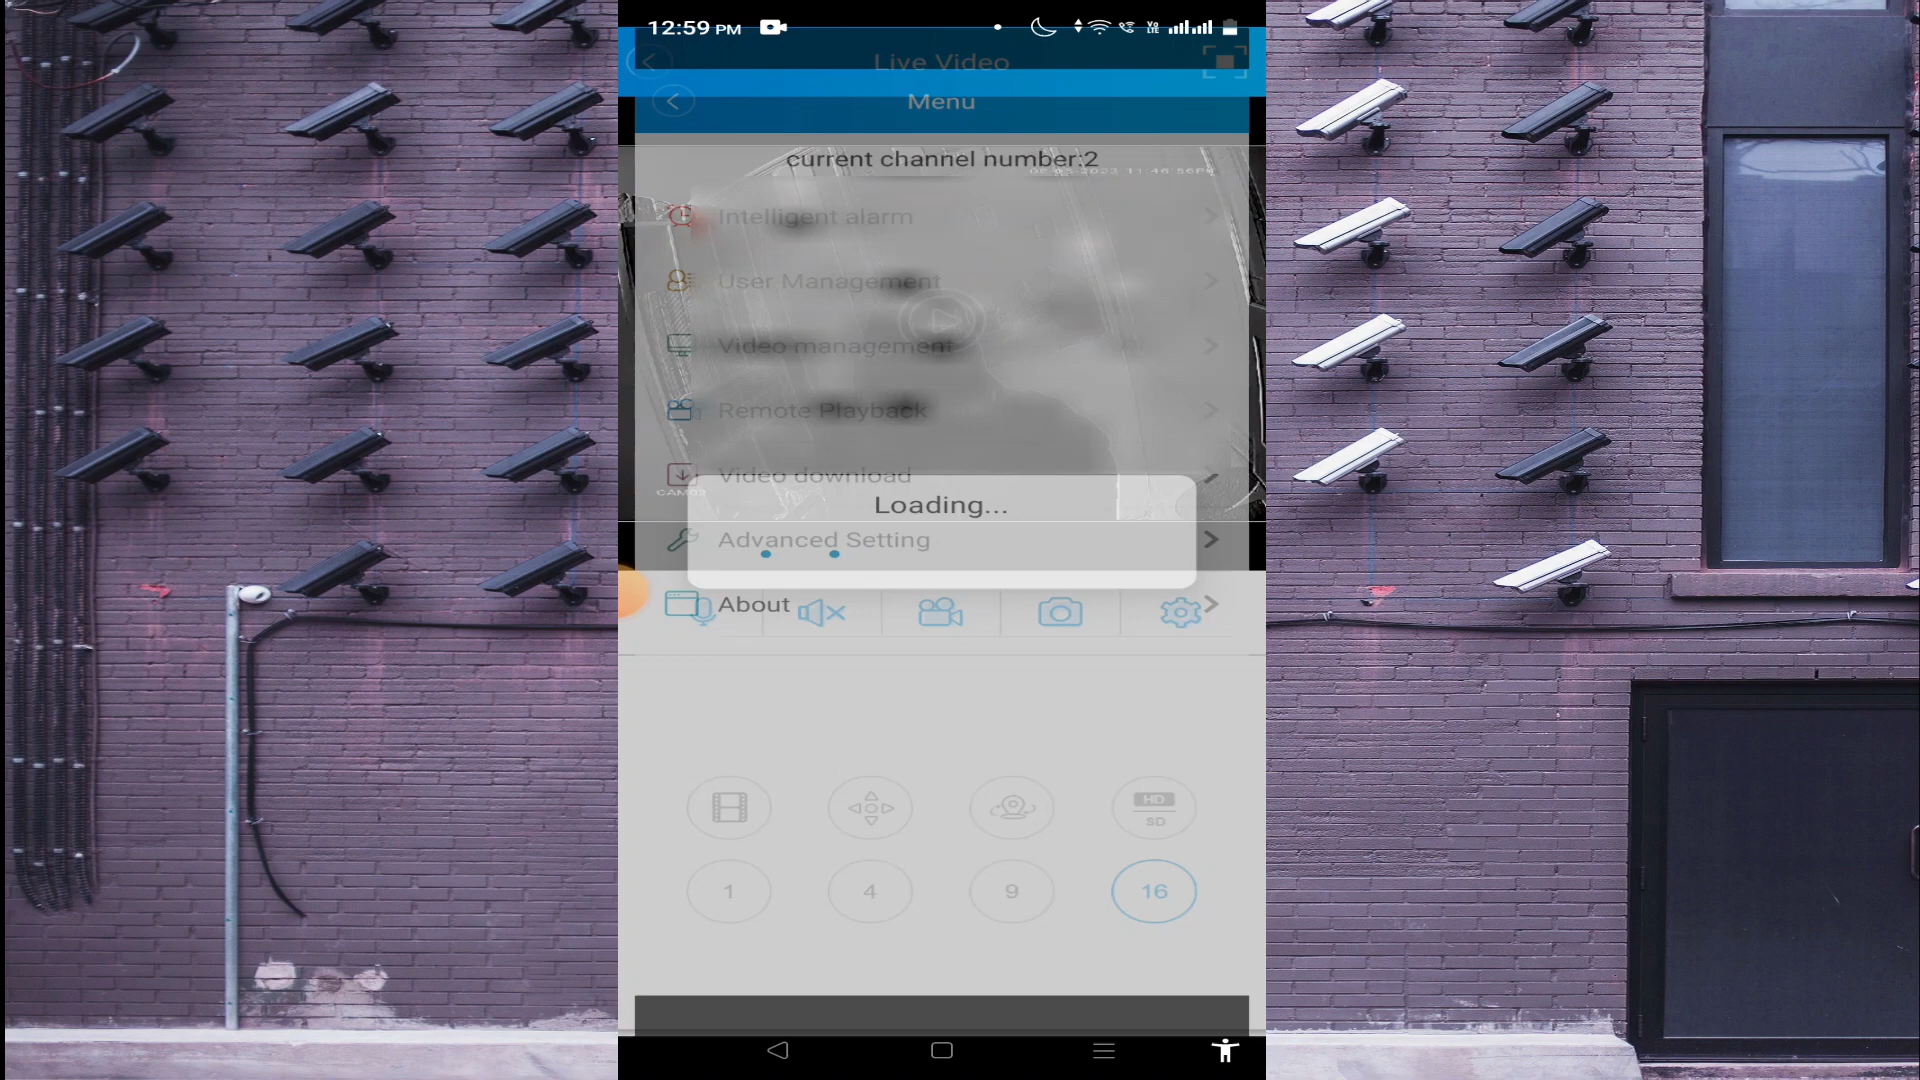 12:59 PM
Live Video
Menu
current channel number:2
Intelligent alarm
User Management
Video management
Remote Playback
Video download
CAM02
Loading...
Advanced Setting
About
HD
SD
1 4 9 16